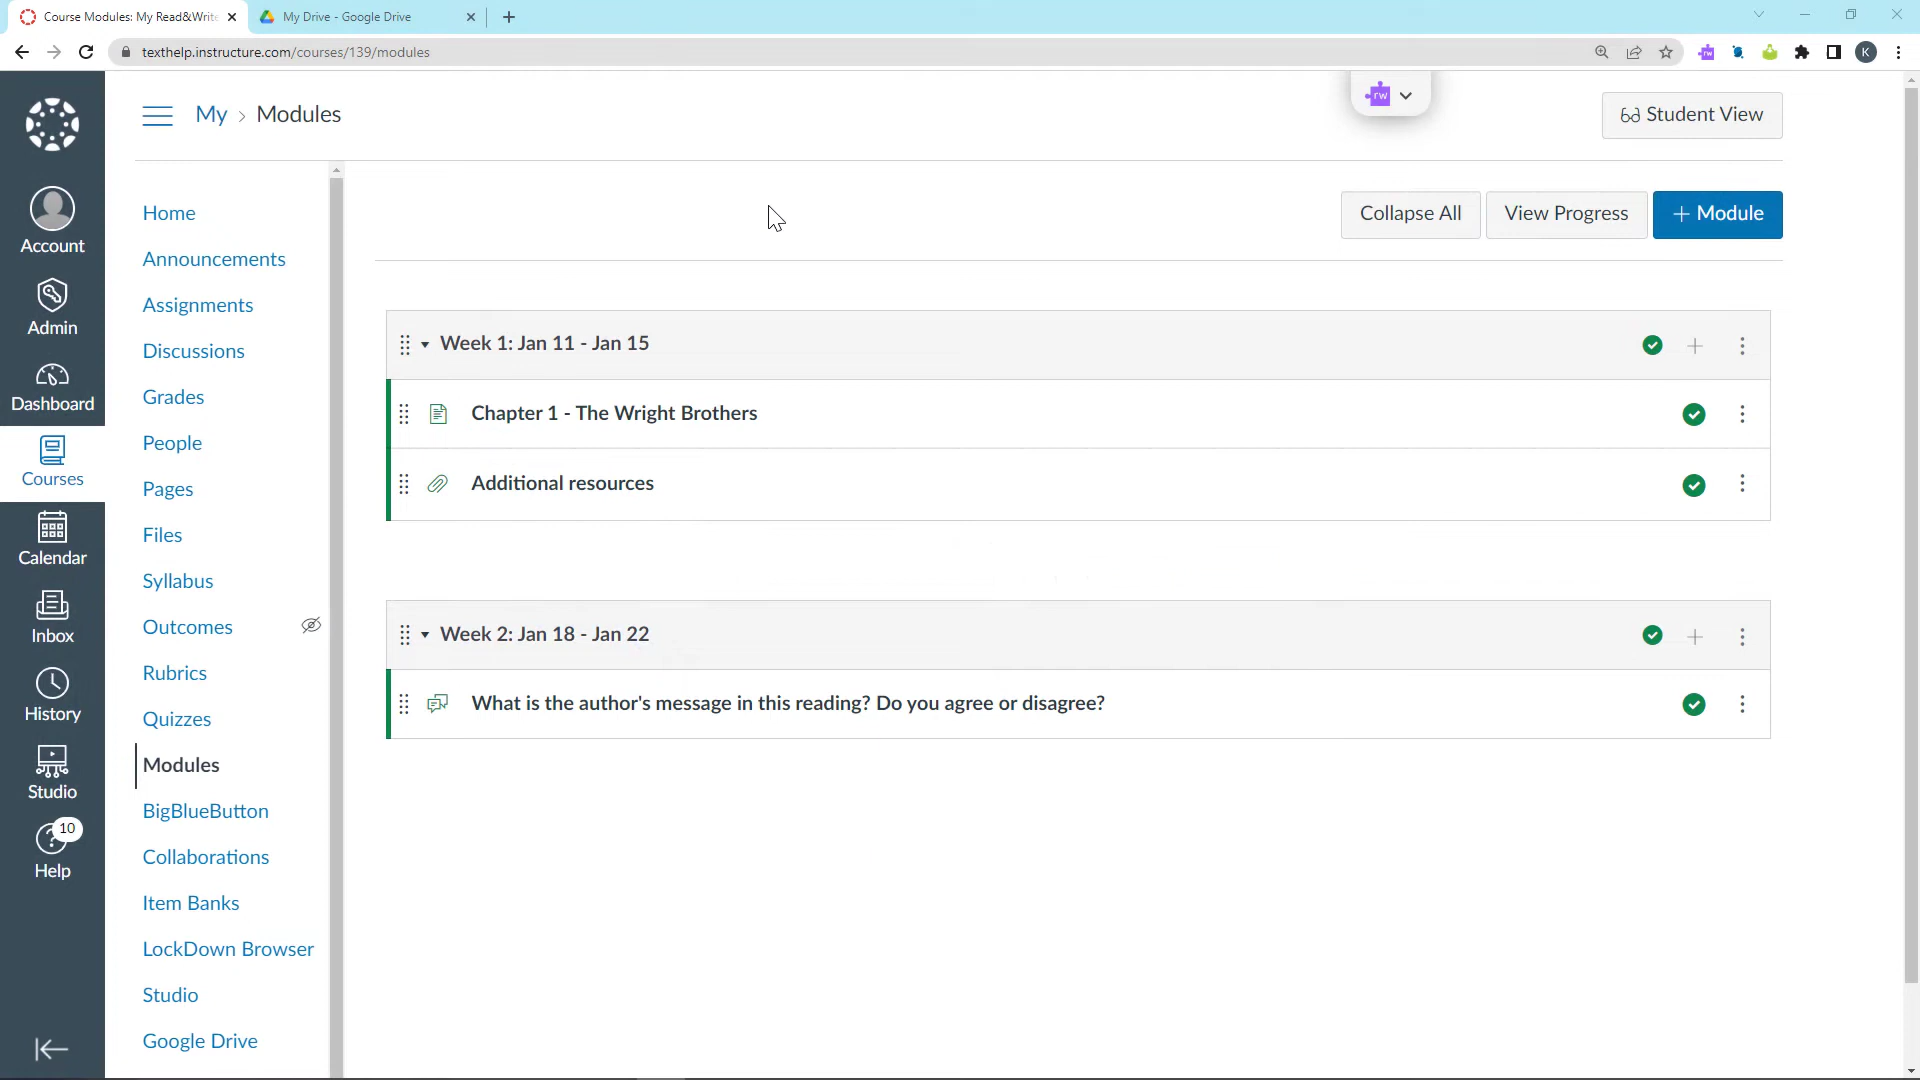 Course Modules: My Read&Write
My Drive - Google Drive
texthelp.instructure.com/courses/139/modules
K
My > Modules
rw
Student View
Account
Admin
Dashboard
Courses
Calendar
Inbox
History
Studio
10
Help
Home
Announcements
Assignments
Discussions
Grades
People
Pages
Files
Syllabus
Outcomes
Rubrics
Quizzes
Modules
BigBlueButton
Collaborations
Item Banks
LockDown Browser
Studio
Google Drive
Collapse All
View Progress
+ Module
Week 1: Jan 11 - Jan 15
Chapter 1 - The Wright Brothers
Additional resources
Week 2: Jan 18 - Jan 22
What is the author's message in this reading? Do you agree or disagree?